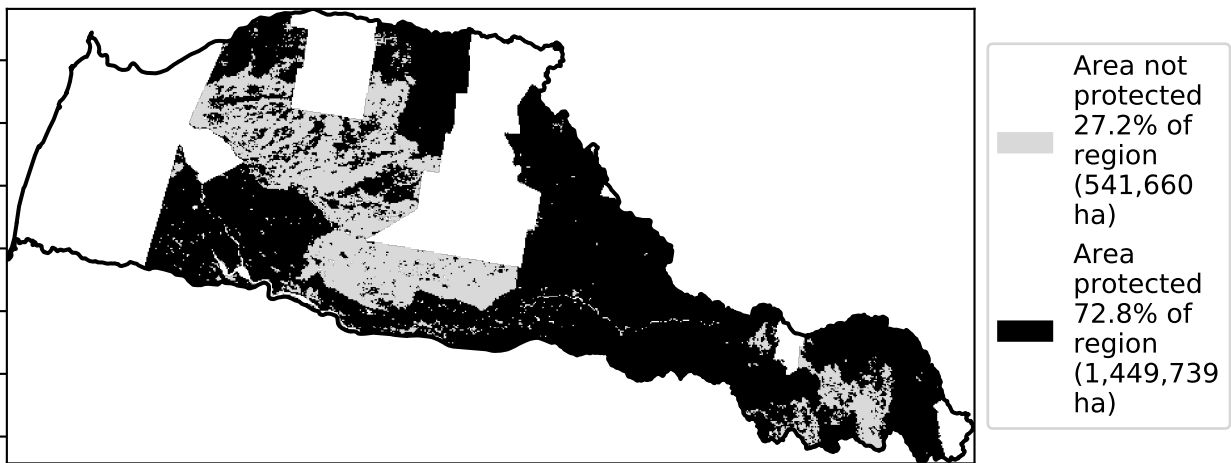 Area not
protected
27.2% of
region
(541,660
ha)
Area
protected
72.8% of
region
(1,449,739
ha)